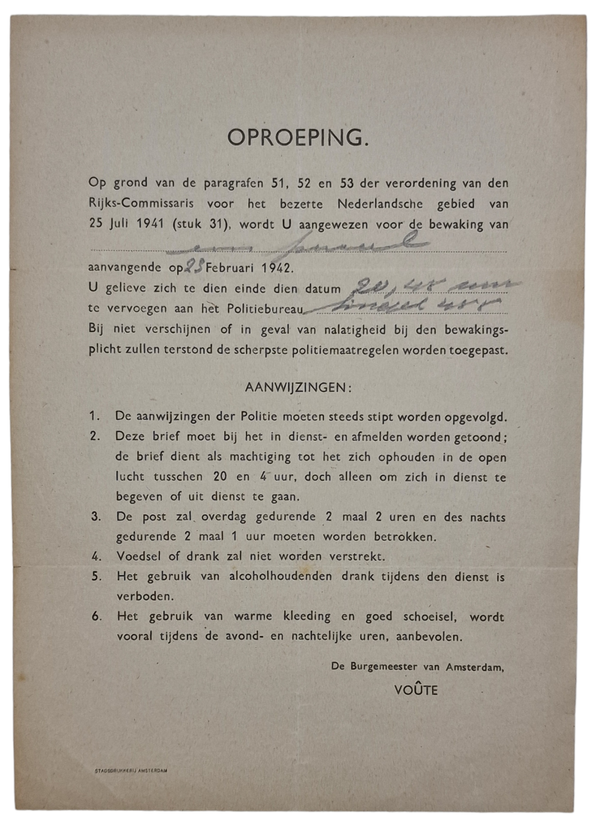 OPROEPING.
Op grond van de paragrafen 51, 52 en 53 der verordening van den
Rijks-Commissaris voor het bezette Nederlandsche gebied van
25 Juli 1941 (stuk 31), wordt U aangewezen voor de bewaking van
een
aanvangende op 23 Februari 1942.
U gelieve zich te dien einde dien datum 20,45 uur
te vervoegen aan het Politiebureau Singel 455
Bij niet verschijnen of in geval van nalatigheid bij den bewakings-
plicht zullen terstond de scherpste politiemaatregelen worden toegepast.
AANWIJZINGEN:
1. De aanwijzingen der Politie moeten steeds stipt worden opgevolgd.
2. Deze brief moet bij het in dienst- en afmelden worden getoond;
de brief dient als machtiging tot het zich ophouden in de open
lucht tusschen 20 en 4 uur, doch alleen om zich in dienst te
begeven of uit dienst te gaan.
3. De post zal overdag gedurende 2 maal 2 uren en des nachts
gedurende 2 maal 1 uur moeten worden betrokken.
4. Voedsel of drank zal niet worden verstrekt.
5. Het gebruik van alcoholhoudenden drank tijdens den dienst is
verboden.
6. Het gebruik van warme kleeding en goed schoeisel, wordt
vooral tijdens de avond- en nachtelijke uren, aanbevolen.
De Burgemeester van Amsterdam,
VOÛTE
STADSDRUKKERIJ AMSTERDAM